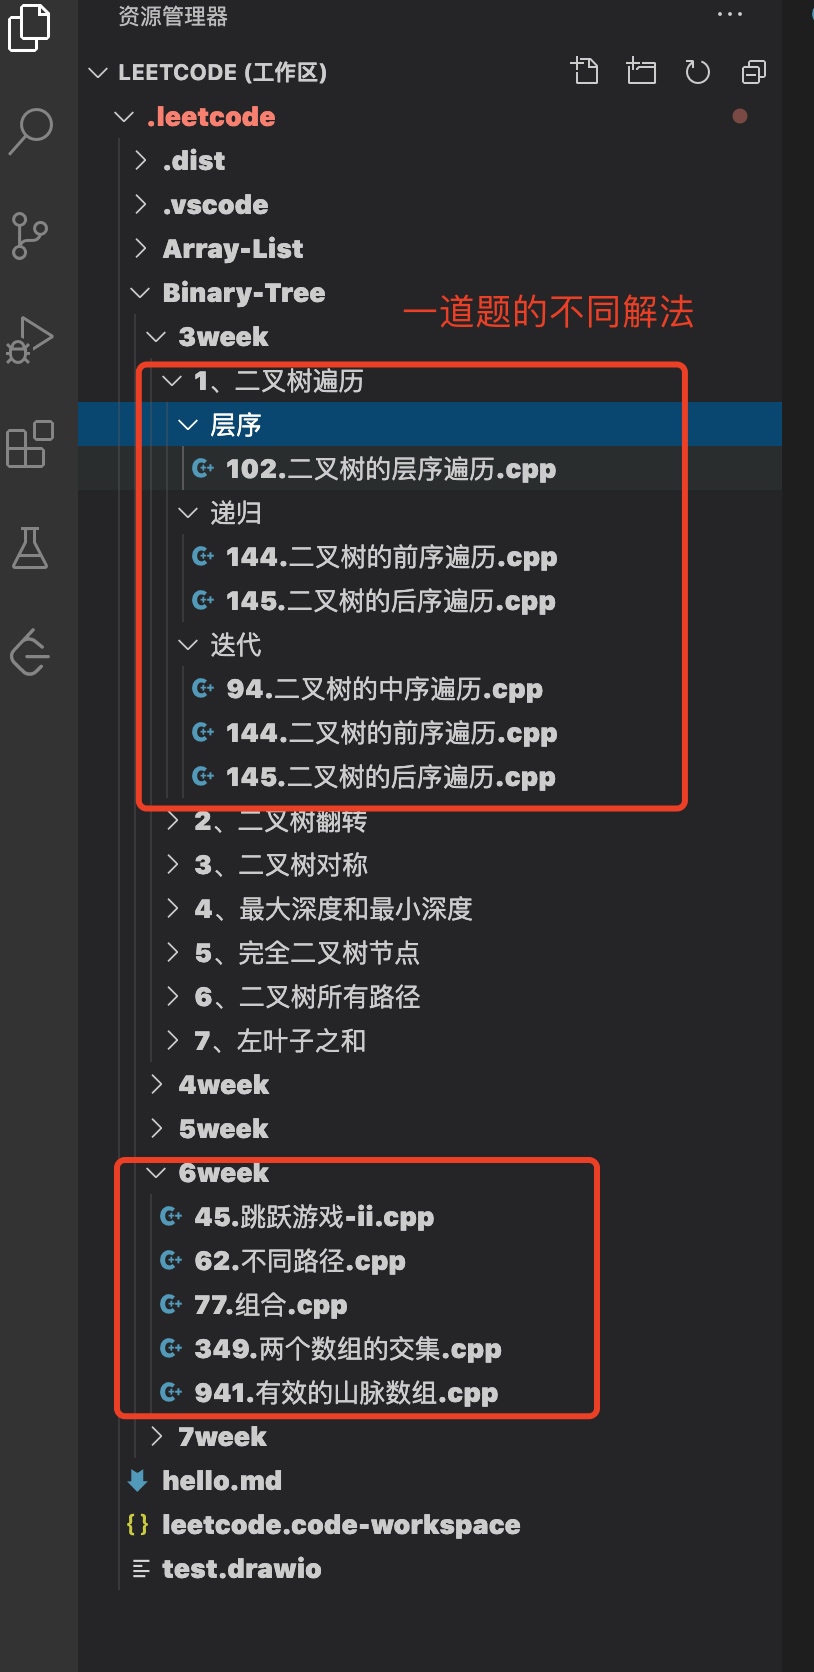 资源管理器
LEETCODE (工作区)
.leetcode
.dist
.vscode
Array-List
Binary-Tree
一道题的不同解法
3week
1、二叉树遍历
层序
102.二叉树的层序遍历.cpp
递归
144.二叉树的前序遍历.cpp
145.二叉树的后序遍历.cpp
迭代
94.二叉树的中序遍历.cpp
144.二叉树的前序遍历.cpp
145.二叉树的后序遍历.cpp
2、二叉树翻转
3、二叉树对称
4、最大深度和最小深度
5、完全二叉树节点
6、二叉树所有路径
7、左叶子之和
4week
5week
6week
45.跳跃游戏-ii.cpp
62.不同路径.cpp
77.组合.cpp
349.两个数组的交集.cpp
941.有效的山脉数组.cpp
7week
hello.md
leetcode.code-workspace
test.drawio